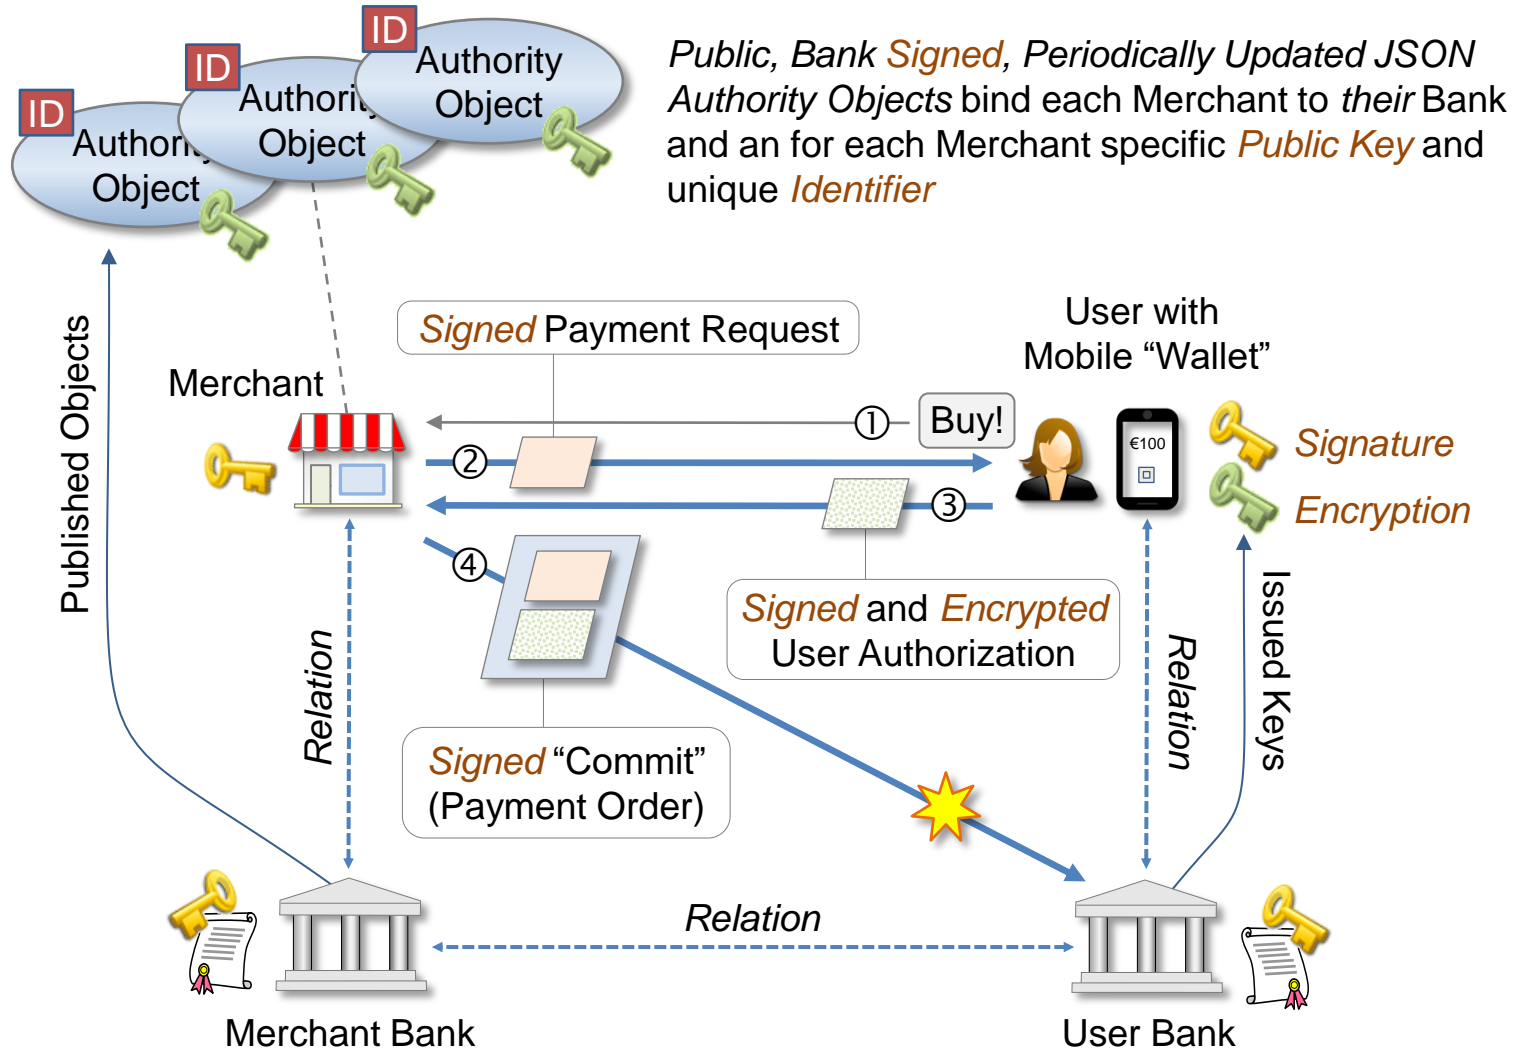 ID
Authority
Object
ID
Authority
Object
ID
Authority
Object
Public, Bank Signed, Periodically Updated JSON
Authority Objects bind each Merchant to their Bank
and an for each Merchant specific Public Key and
unique Identifier
Published Objects
Merchant
Signed Payment Request
User with
Mobile “Wallet”
①
Buy!
②
€100
Signature
③
Encryption
④
Signed and Encrypted
User Authorization
Relation
Relation
Issued Keys
Signed “Commit”
(Payment Order)
Relation
Merchant Bank
User Bank